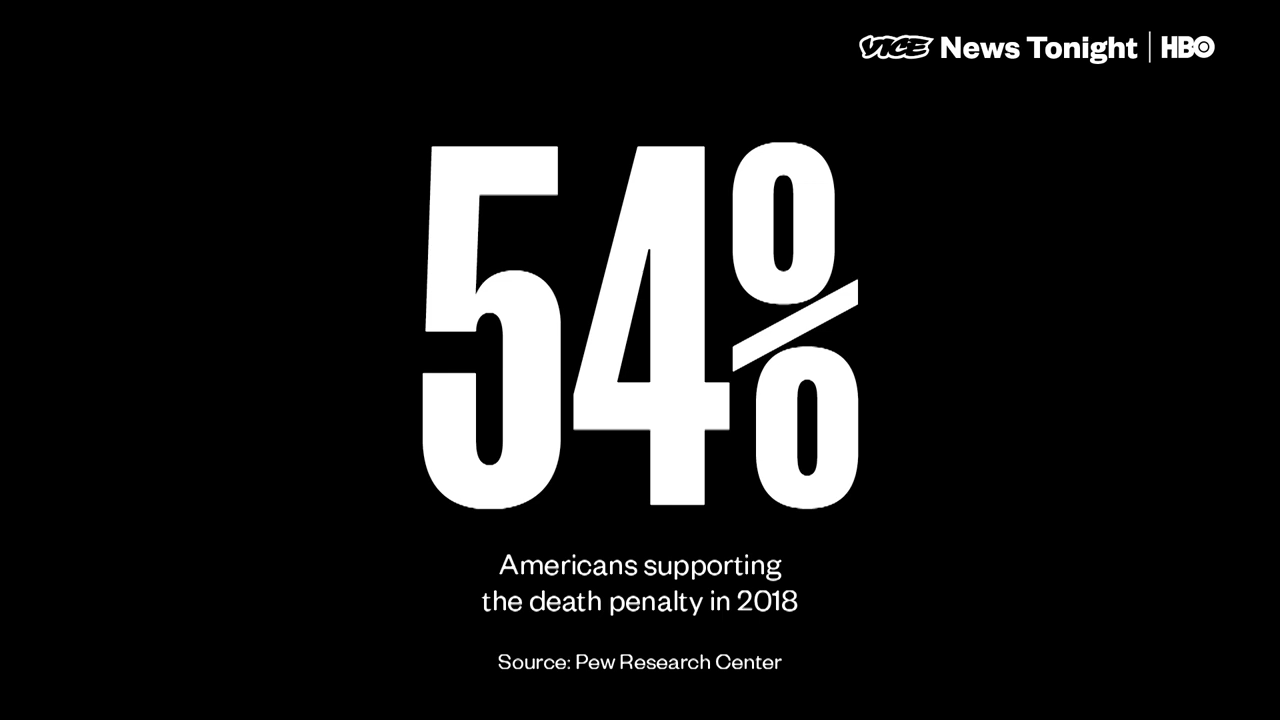 VICE News Tonight | HBO
54%
Americans supporting
the death penalty in 2018
Source: Pew Research Center